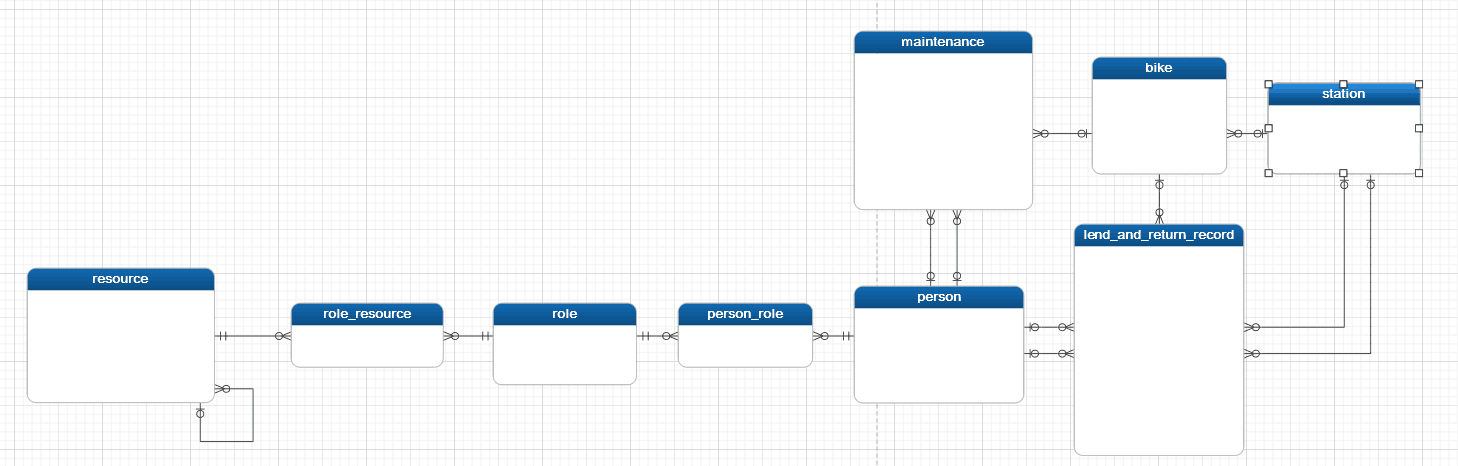 maintenance
bike
station
lend_and_return_record
resource
role_resource
role
person_role
person